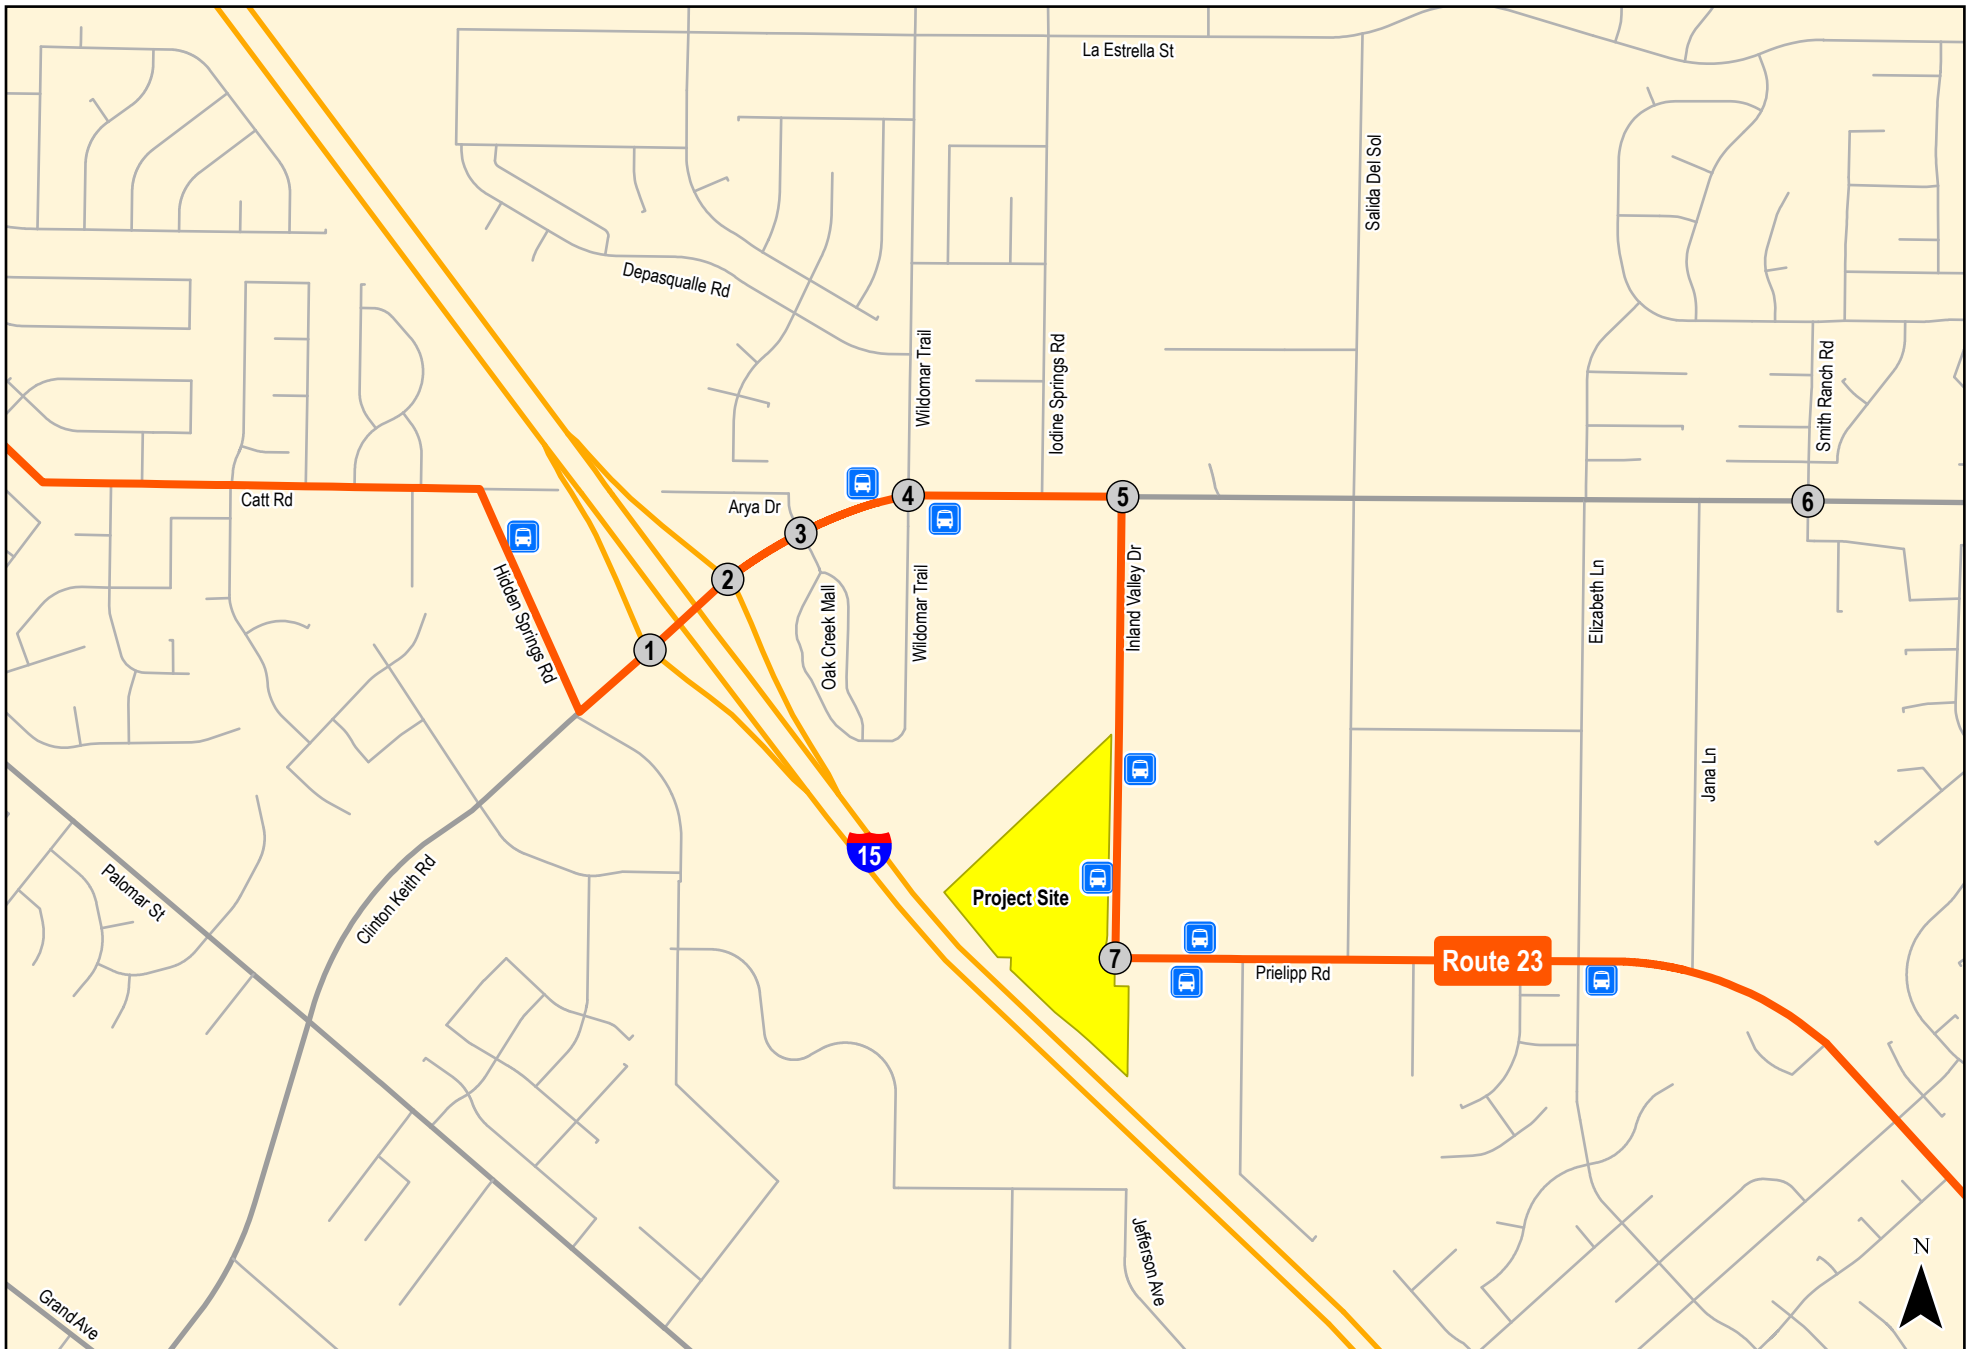 La Estrella St
Salida Del Sol
Depasqualle Rd
Wildomar Trail
Iodine Springs Rd
Smith Ranch Rd
Catt Rd
Arya Dr
4
5
6
3
2
1
Hidden Springs Rd
Oak Creek Mall
Wildomar Trail
Inland Valley Dr
Elizabeth Ln
Jana Ln
15
Project Site
Palomar St
Clinton Keith Rd
7
Route 23
Prielipp Rd
Jefferson Ave
Grand Ave
N